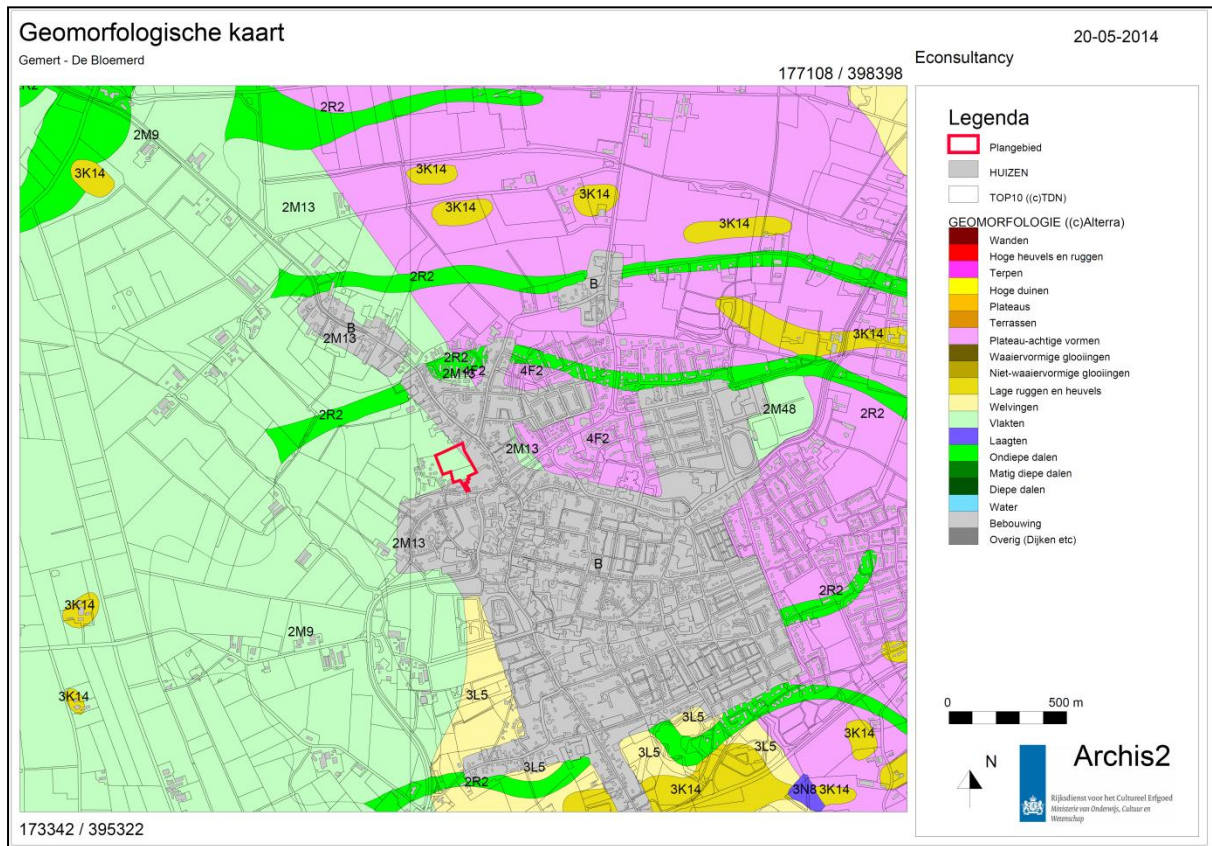 Geomorfologische kaart
20-05-2014
Gemert - De Bloemerd
Econsultancy
177108 / 398398
2R2
2M9
3K14
3K14
2M13
3K14
3K14
3K14
2R2
B
B
2M13
3K14
2R2
2M13
4F2
4F2
2R2
2M48
2R2
2M13
4F2
2M13
B
2R2
3K14
2M9
3K14
3L5
3L5
3L5
3L5
3K14
2R2
3L5
3K14
3N8
3K14
173342 / 395322
Legenda
Plangebied
HUIZEN
TOP10 ((c)TDN)
GEOMORFOLOGIE ((c)Alterra)
Wanden
Hoge heuvels en ruggen
Terpen
Hoge duinen
Plateaus
Terrassen
Plateau-achtige vormen
Waaiervormige glooiingen
Niet-waaiervormige glooiingen
Lage ruggen en heuvels
Welvingen
Vlakten
Laagten
Ondiepe dalen
Matig diepe dalen
Diepe dalen
Water
Bebouwing
Overig (Dijken etc)
0 500 m
N
Archis2
Rijksdienst voor het Cultureel Erfgoed
Ministerie van Onderwijs, Cultuur en
Wetenschap